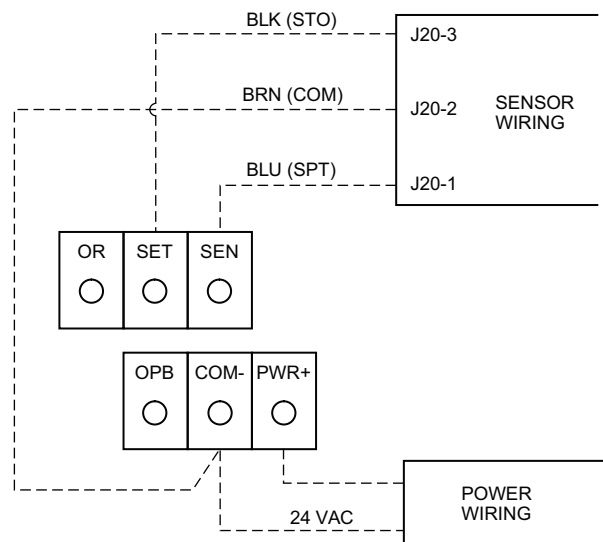 BLK (STO)
J20-3
BRN (COM)
J20-2
SENSOR
WIRING
BLU (SPT)
J20-1
OR
SET
SEN
OPB
COM-
PWR+
24 VAC
POWER
WIRING